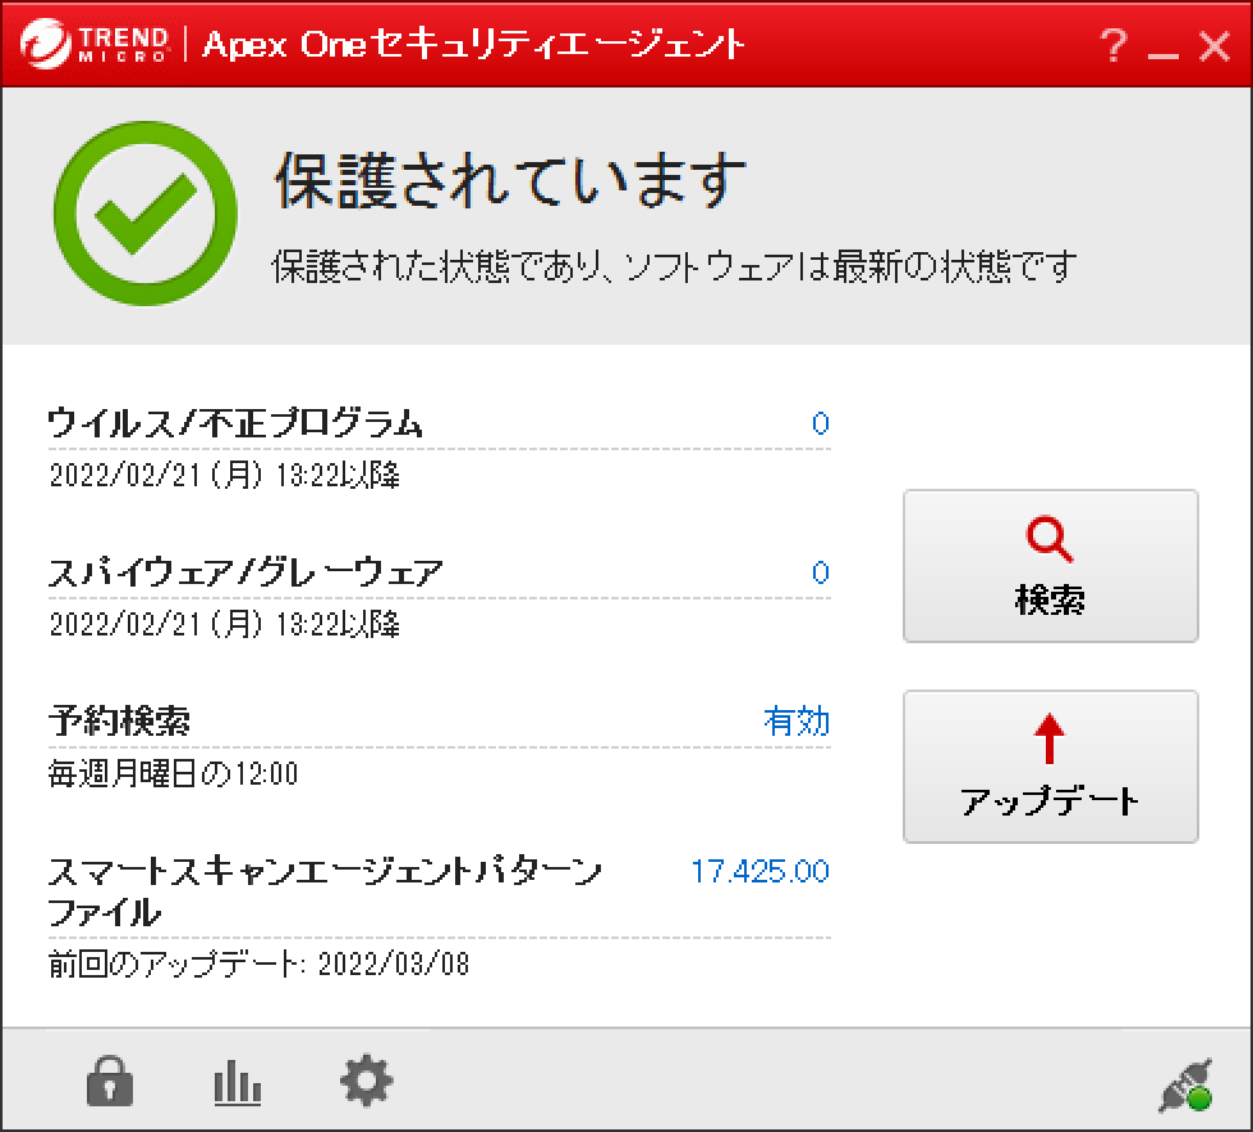 TREND MICRO | Apex Oneセキュリティエージェント
保護されています
保護された状態であり、ソフトウェアは最新の状態です
ウイルス/不正プログラム 0
2022/02/21 (月) 13:22以降
スパイウェア/グレーウェア 0
2022/02/21 (月) 13:22以降
検索
予約検索 有効
毎週月曜日の12:00
アップデート
スマートスキャンエージェントパターン 17.425.00
ファイル
前回のアップデート: 2022/03/08